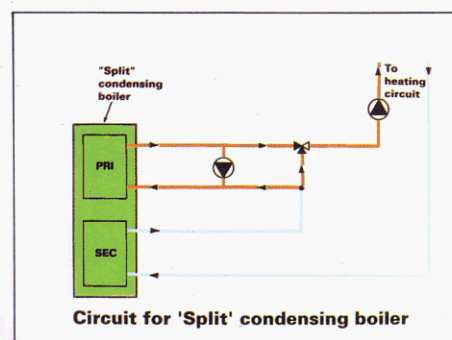 "Split"
condensing
boiler
To
heating
circuit
PRI
SEC
Circuit for 'Split' condensing boiler